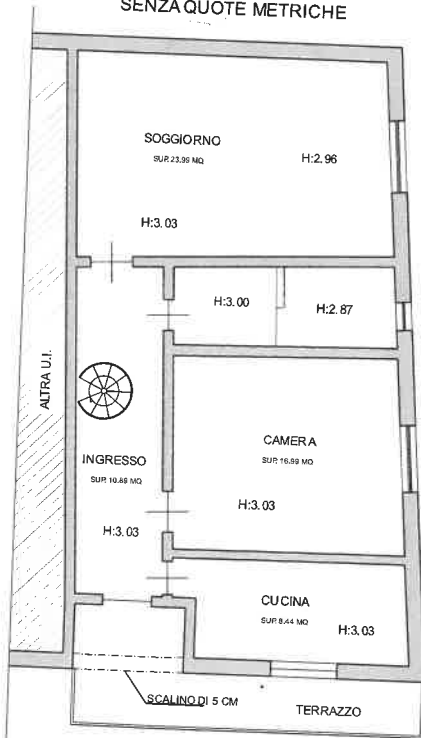 SENZA QUOTE METRICHE
SOGGIORNO
SUP. 23.99 MQ
H:2.96
H:3.03
H:3.00
H:2.87
ALTRA U.I.
CAMERA
SUP. 16.99 MQ
INGRESSO
SUP. 10.86 MQ
H:3.03
H:3.03
CUCINA
SUP. 8.44 MQ
H:3.03
SCALINO DI 5 CM
TERRAZZO